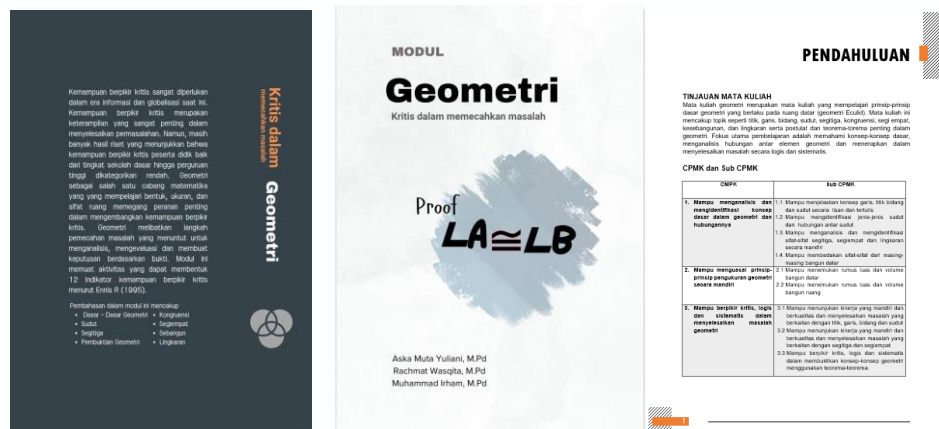 Kemampuan berpikir kritis sangat diperlukan
dalam era informasi dan globalisasi saat ini.
Kemampuan berpikir kritis merupakan
keterampilan yang sangat penting dalam
menyelesaikan permasalahan. Namun, masih
banyak hasil riset yang menunjukkan bahwa
kemampuan berpikir kritis peserta didik baik
dari tingkat sekolah dasar hingga perguruan
tinggi dikategorikan rendah. Geometri
sebagai salah satu cabang matematika
yang yang mempelajari bentuk, ukuran, dan
sifat ruang memegang peranan penting
dalam mengembangkan kemampuan berpikir
kritis. Geometri melibatkan langkah
pemecahan masalah yang menuntut untuk
menganalisis, mengevaluasi dan membuat
keputusan berdasarkan bukti. Modul ini
memuat aktivitas yang dapat membentuk
12 indikator kemampuan berpikir kritis
menurut Ennis R (1995).
Pembahasan dalam modul ini mencakup
• Dasar - Dasar Geometri
• Sudut
• Segitiga
• Pembuktian Geometri
• Kongruensi
• Segiempat
• Sebangun
• Lingkaran
Kritis dalam
memecahkan masalah
Geometri
MODUL
Geometri
Kritis dalam memecahkan masalah
Proof
LA≅LB
Aska Muta Yuliani, M.Pd
Rachmat Wasqita, M.Pd
Muhammad Irham, M.Pd
PENDAHULUAN
TINJAUAN MATA KULIAH
Mata kuliah geometri merupakan mata kuliah yang mempelajari prinsip-prinsip
dasar geometri yang berlaku pada ruang datar (geometri Eculid). Mata kuliah ini
mencakup topik seperti titik, garis, bidang, sudut, segitiga, kongruensi, segi empat,
kesebangunan, dan lingkaran serta postulat dan teorema-torema penting dalam
geometri. Fokus utama pembelajaran adalah memahami konsep-konsep dasar,
menganalisis hubungan antar elemen geometri dan menerapkan dalam
menyelesaikan masalah secara logis dan sistematis.
CPMK dan Sub CPMK
CMPK
Sub CPMK
1. Mampu menganalisis dan
mengidentifikasi konsep
dasar dalam geometri dan
hubungannya
1.1. Mampu menjelaskan konsep garis, titik bidang
dan sudut secara lisan dan tertulis
1.2. Mampu mengidentifikasi jenis-jenis sudut
dan hubungan antar sudut
1.3. Mampu menganalisis dan mengidentifikasi
sifat-sifat segitiga, segiempat dan lingkaran
secara mandiri
1.4. Mampu membedakan sifat-sifat dari masing-
masing bangun datar
2. Mampu menguasai prinsip-
prinsip pengukuran geometri
secara mandiri
2.1 Mampu menemukan rumus luas dan volume
bangun datar
2.2 Mampu menemukan rumus luas dan volume
bangun ruang
3. Mampu berpikir kritis, logis
dan sistematis dalam
menyelesaikan masalah
geometri
3.1 Mampu menunjukan kinerja yang mandiri dan
berkualitas dan menyelesaikan masalah yang
berkaitan dengan titik, garis, bidang dan sudut
3.2 Mampu menunjukan kinerja yang mandiri dan
berkualitas dan menyelesaikan masalah yang
berkaitan dengan segitiga dan segiempat
3.3 Mampu berpikir kritis, logis dan sistematis
dalam membuktikan konsep-konsep geometri
menggunakan teorema-teorema.
1